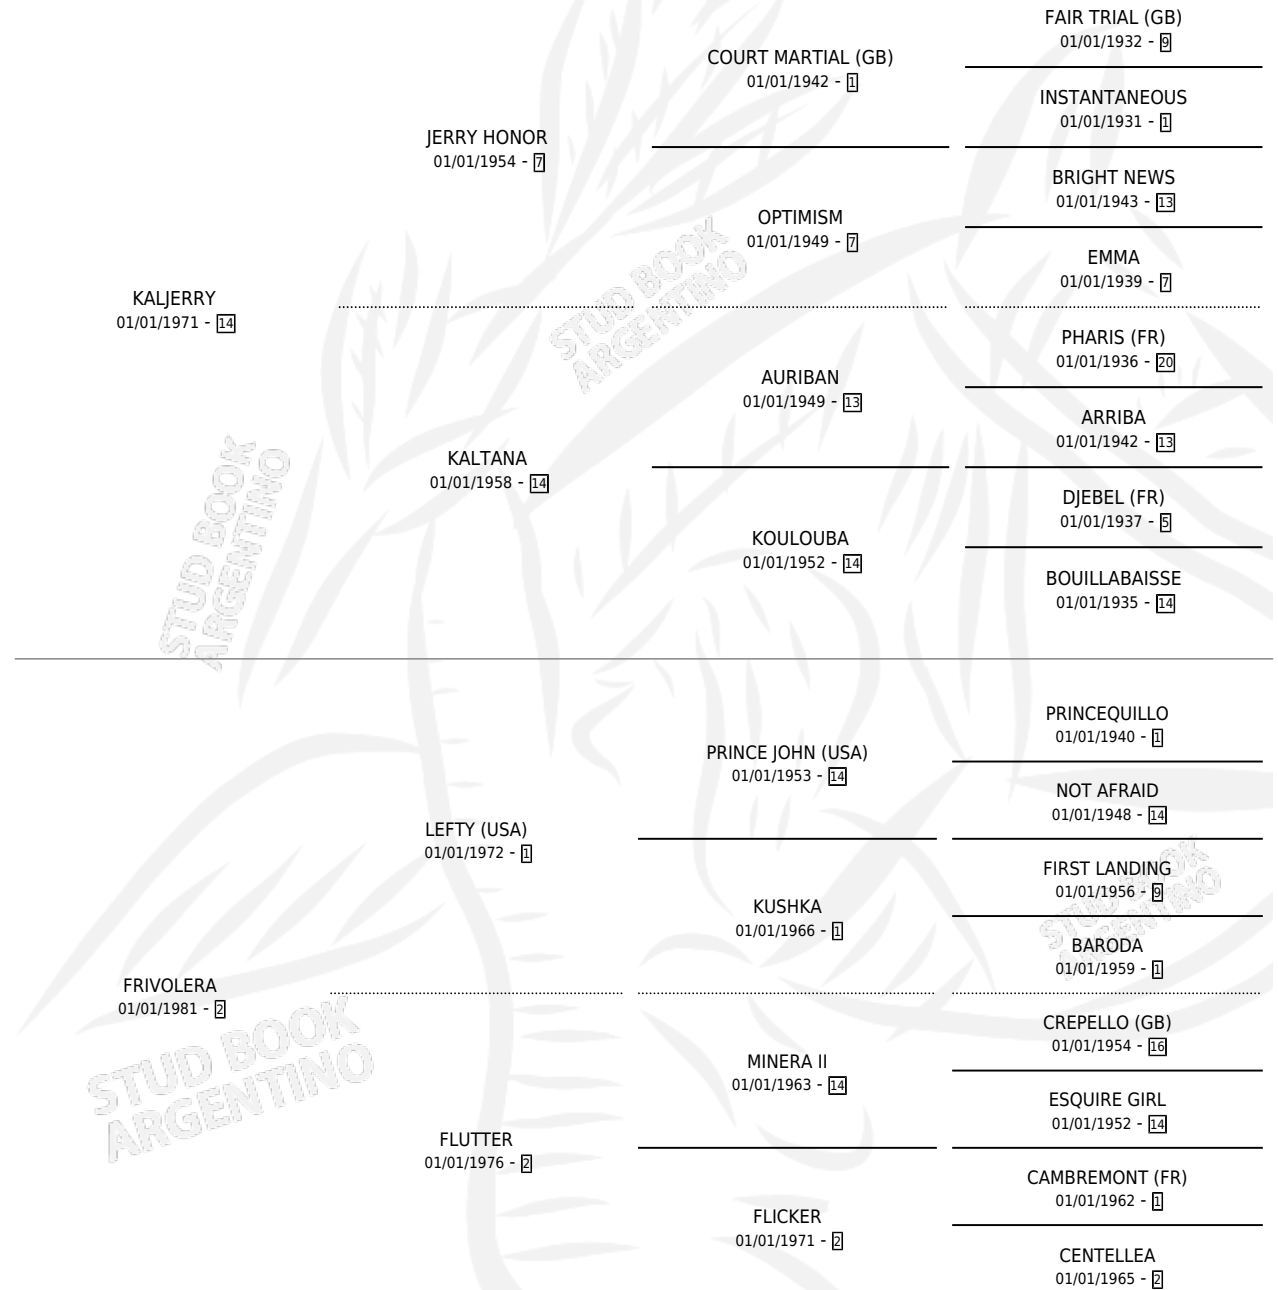 FAIR TRIAL (GB)
01/01/1932 - 9
COURT MARTIAL (GB)
01/01/1942 - 1
INSTANTANEOUS
01/01/1931 - 1
JERRY HONOR
01/01/1954 - 7
BRIGHT NEWS
01/01/1943 - 13
OPTIMISM
01/01/1949 - 7
EMMA
01/01/1939 - 7
KALJERRY
01/01/1971 - 14
PHARIS (FR)
01/01/1936 - 20
AURIBAN
01/01/1949 - 13
ARRIBA
01/01/1942 - 13
KALTANA
01/01/1958 - 14
DJEBEL (FR)
01/01/1937 - 5
KOULOUBA
01/01/1952 - 14
BOUILLABAISSE
01/01/1935 - 14
PRINCEQUILLO
01/01/1940 - 1
PRINCE JOHN (USA)
01/01/1953 - 14
NOT AFRAID
01/01/1948 - 14
LEFTY (USA)
01/01/1972 - 1
FIRST LANDING
01/01/1956 - 9
KUSHKA
01/01/1966 - 1
BARODA
01/01/1959 - 1
FRIVOLERA
01/01/1981 - 2
CREPELLO (GB)
01/01/1954 - 16
MINERA II
01/01/1963 - 14
ESQUIRE GIRL
01/01/1952 - 14
FLUTTER
01/01/1976 - 2
CAMBREMONT (FR)
01/01/1962 - 1
FLICKER
01/01/1971 - 2
CENTELLEA
01/01/1965 - 2
STUD BOOK
ARGENTINO
STUD BOOK
ARGENTINO
STUD BOOK
ARGENTINO
STUD BOOK
ARGENTINO